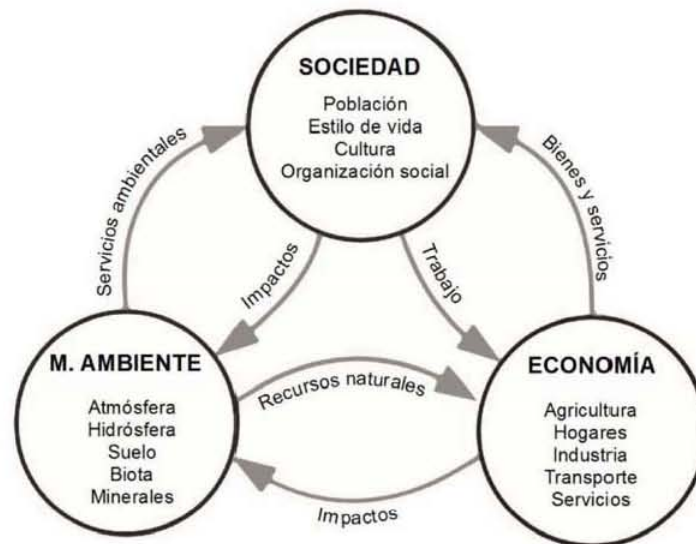 SOCIEDAD
Población
Estilo de vida
Cultura
Organización social
Servicios ambientales
Bienes y servicios
Impactos
Trabajo
M. AMBIENTE
Atmósfera
Hidrósfera
Suelo
Biota
Minerales
Recursos naturales
ECONOMÍA
Agricultura
Hogares
Industria
Transporte
Servicios
Impactos